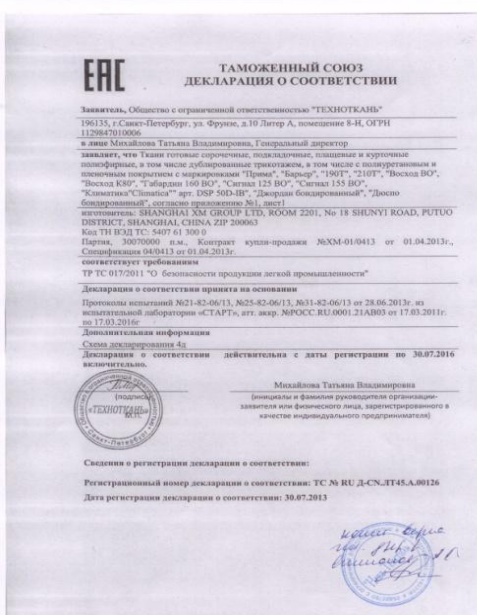 ЕАС
ТАМОЖЕННЫЙ СОЮЗ
ДЕКЛАРАЦИЯ О СООТВЕТСТВИИ
Заявитель, Общество с ограниченной ответственностью "ТЕХНОТКАНЬ"
196135, г.Санкт-Петербург, ул. Фрунзе, д.10 Литер А, помещение 8-Н, ОГРН
1129847010006
в лице Михайлова Татьяна Владимировна, Генеральный директор
заявляет, что Ткани готовые сорочечные, подкладочные, плащевые и курточные
полиэфирные, в том числе дублированные трикотажем, в том числе с полиуретановым и
пленочным покрытием с маркировками "Прима", "Барьер", "190T", "210T", "Восход ВО",
"Восход К80", "Габардин 160 ВО", "Сигнал 125 ВО", "Сигнал 155 ВО",
"Климатика"Climatica"" арт. DSP 50D-IB", "Джордан бондированный", "Дюспо
бондированный", согласно приложению №1, лист1
изготовитель: SHANGHAI XM GROUP LTD, ROOM 2201, No 18 SHUNYI ROAD, PUTUO
DISTRICT, SHANGHAI, CHINA ZIP 200063
Код ТН ВЭД ТС: 5407 61 300 0
Партия, 30070000 п.м., Контракт купли-продажи №XM-01/0413 от 01.04.2013г.,
Спецификация 04/0413 от 01.04.2013г.
соответствует требованиям
ТР ТС 017/2011 "О безопасности продукции легкой промышленности"
Декларация о соответствии принята на основании
Протоколы испытаний №21-82-06/13, №25-82-06/13, №31-82-06/13 от 28.06.2013г. из
испытательной лаборатории «СТАРТ», атт. аккр. №РОСС.RU.0001.21АВ03 от 17.03.2011г.
по 17.03.2016г
Дополнительная информация
Схема декларирования 4д
Декларация о соответствии действительна с даты регистрации по 30.07.2016
включительно.
(подпись)
«ТЕХНОТКАНЬ»
М.П.
Санкт-Петербург
Михайлова Татьяна Владимировна
(инициалы и фамилия руководителя организации-
заявителя или физического лица, зарегистрированного в
качестве индивидуального предпринимателя)
Сведения о регистрации декларации о соответствии:
Регистрационный номер декларации о соответствии: ТС № RU Д-CN.ЛТ45.А.00126
Дата регистрации декларации о соответствии: 30.07.2013